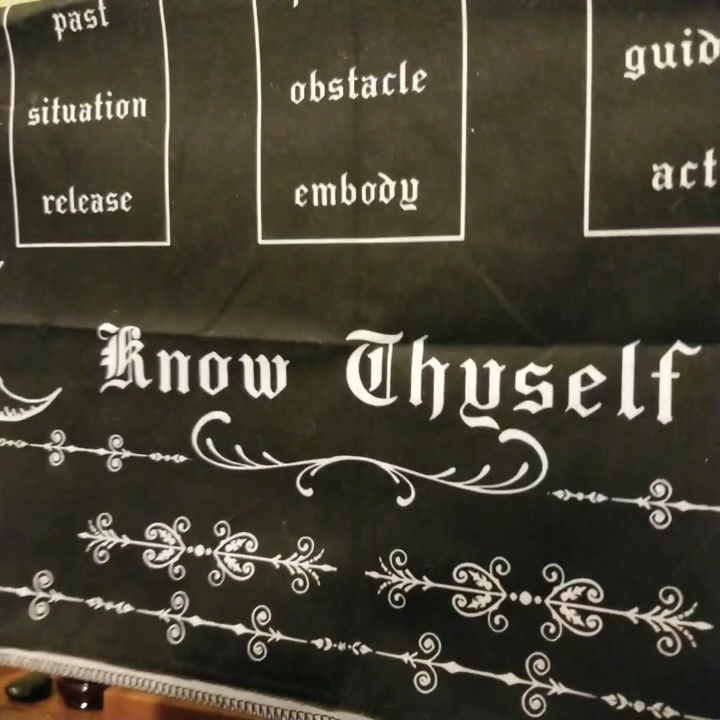 past
situation
release
obstacle
embody
guid
act
Know Thyself